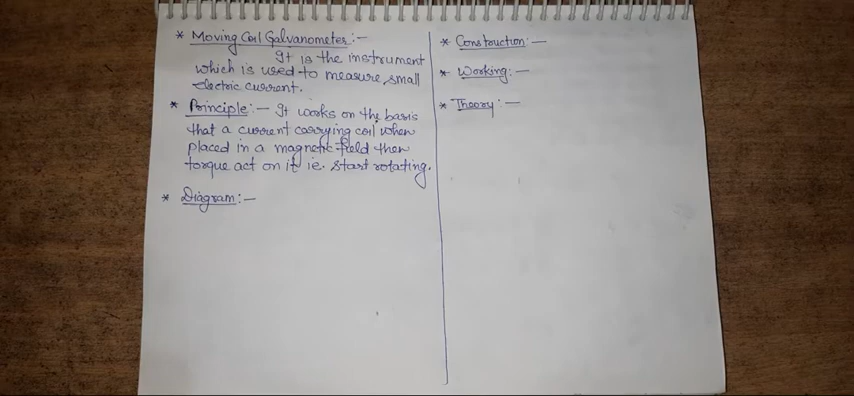 * Moving Coil Galvanometer:-
It is the instrument
which is used to measure small
electric current.
* Principle:- It works on the basis
that a current carrying coil when
placed in a magnetic field then
torque act on it ie. start rotating.
* Diagram:-
* Construction:-
* Working:-
* Theory:-